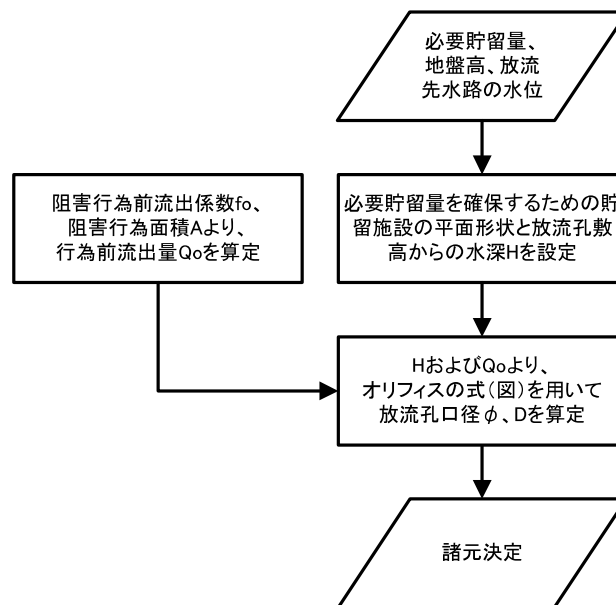 必要貯留量、
地盤高、放流
先水路の水位
阻害行為前流出係数fo、
阻害行為面積Aより、
行為前流出量Qoを算定
必要貯留量を確保するための貯
留施設の平面形状と放流孔敷
高からの水深Hを設定
HおよびQoより、
オリフィスの式(図)を用いて
放流孔口径φ、Dを算定
諸元決定